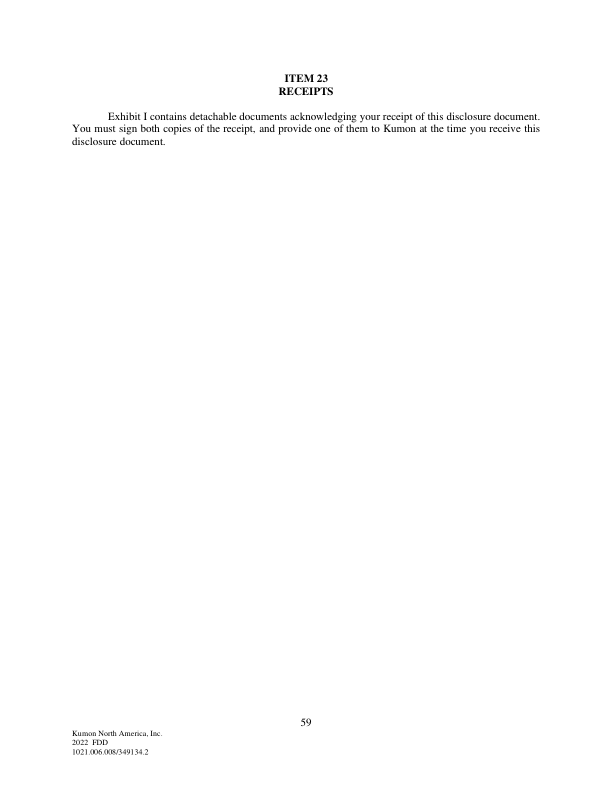 ITEM 23
RECEIPTS
Exhibit I contains detachable documents acknowledging your receipt of this disclosure document.
You must sign both copies of the receipt, and provide one of them to Kumon at the time you receive this
disclosure document.
59
Kumon North America, Inc.
2022  FDD
1021.006.008/349134.2